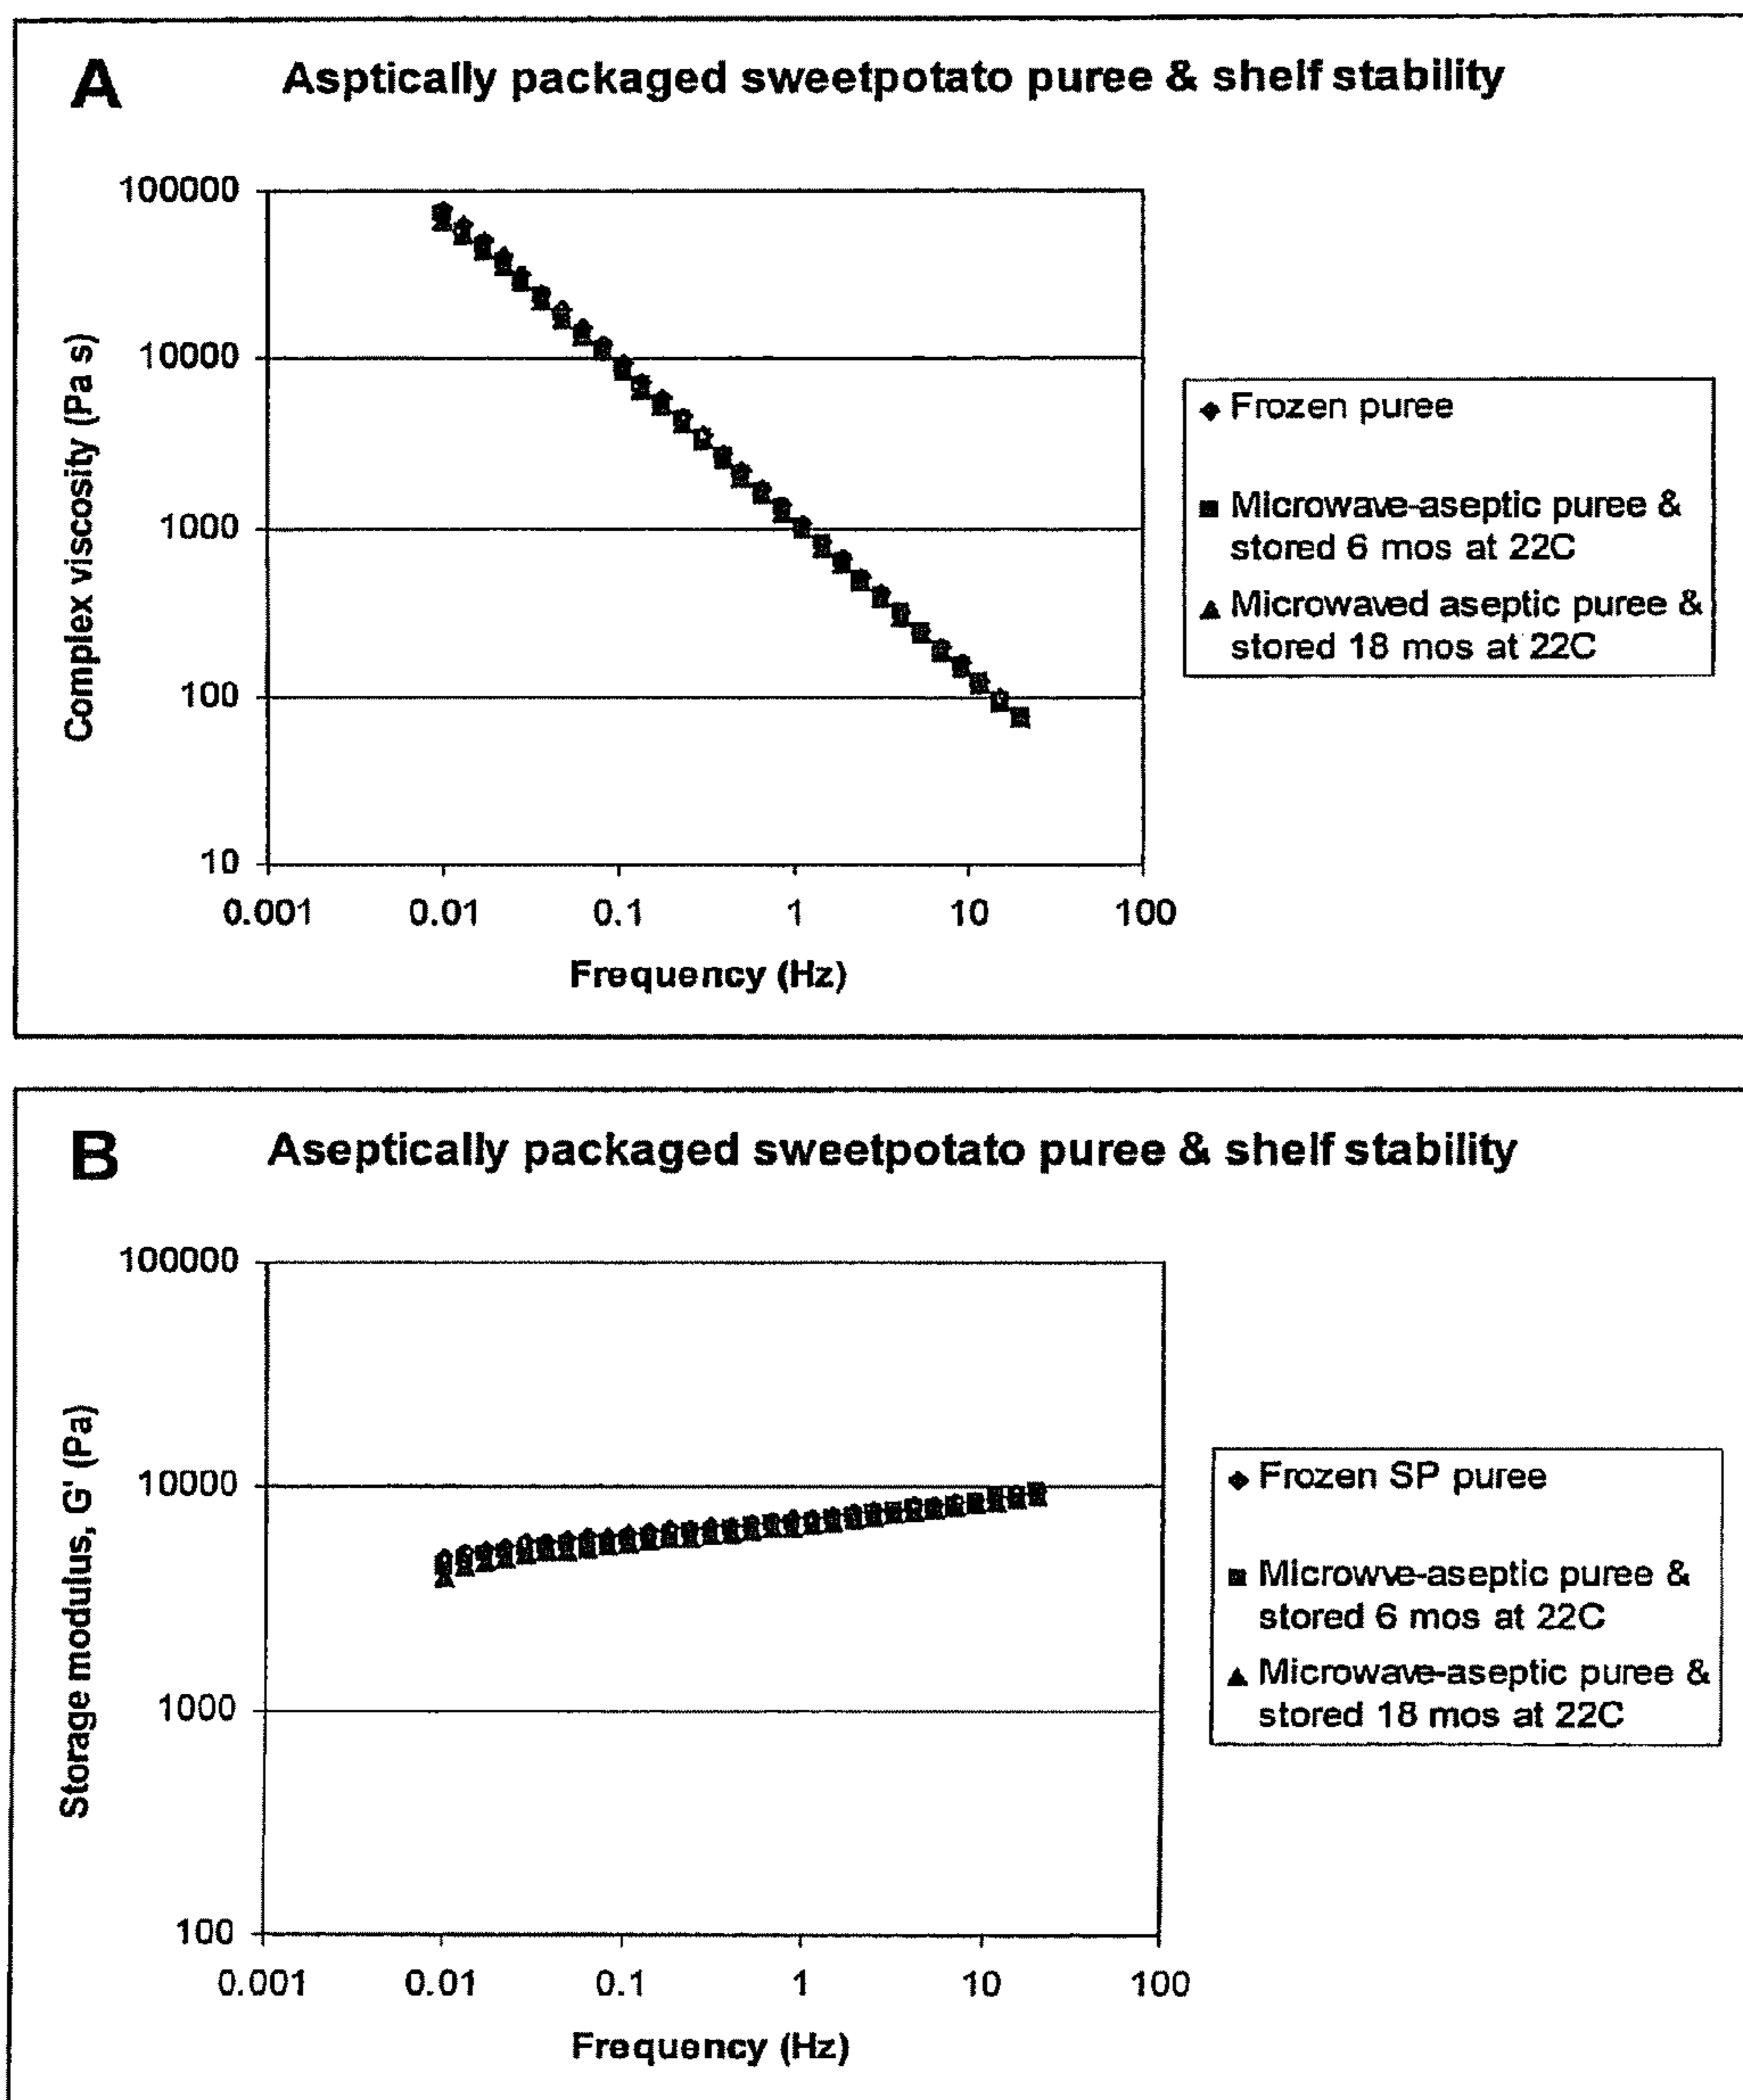 A
Asptically packaged sweetpotato puree & shelf stability
100000
10000
1000
100
10
0.001 0.01 0.1 1 10 100
Complex viscosity (Pa s)
Frequency (Hz)
Frozen puree
Microwave-aseptic puree &
stored 6 mos at 22C
Microwaved aseptic puree &
stored 18 mos at 22C
B
Aseptically packaged sweetpotato puree & shelf stability
100000
10000
1000
100
0.001 0.01 0.1 1 10 100
Storage modulus, G' (Pa)
Frequency (Hz)
Frozen SP puree
Microwve-aseptic puree &
stored 6 mos at 22C
Microwave-aseptic puree &
stored 18 mos at 22C